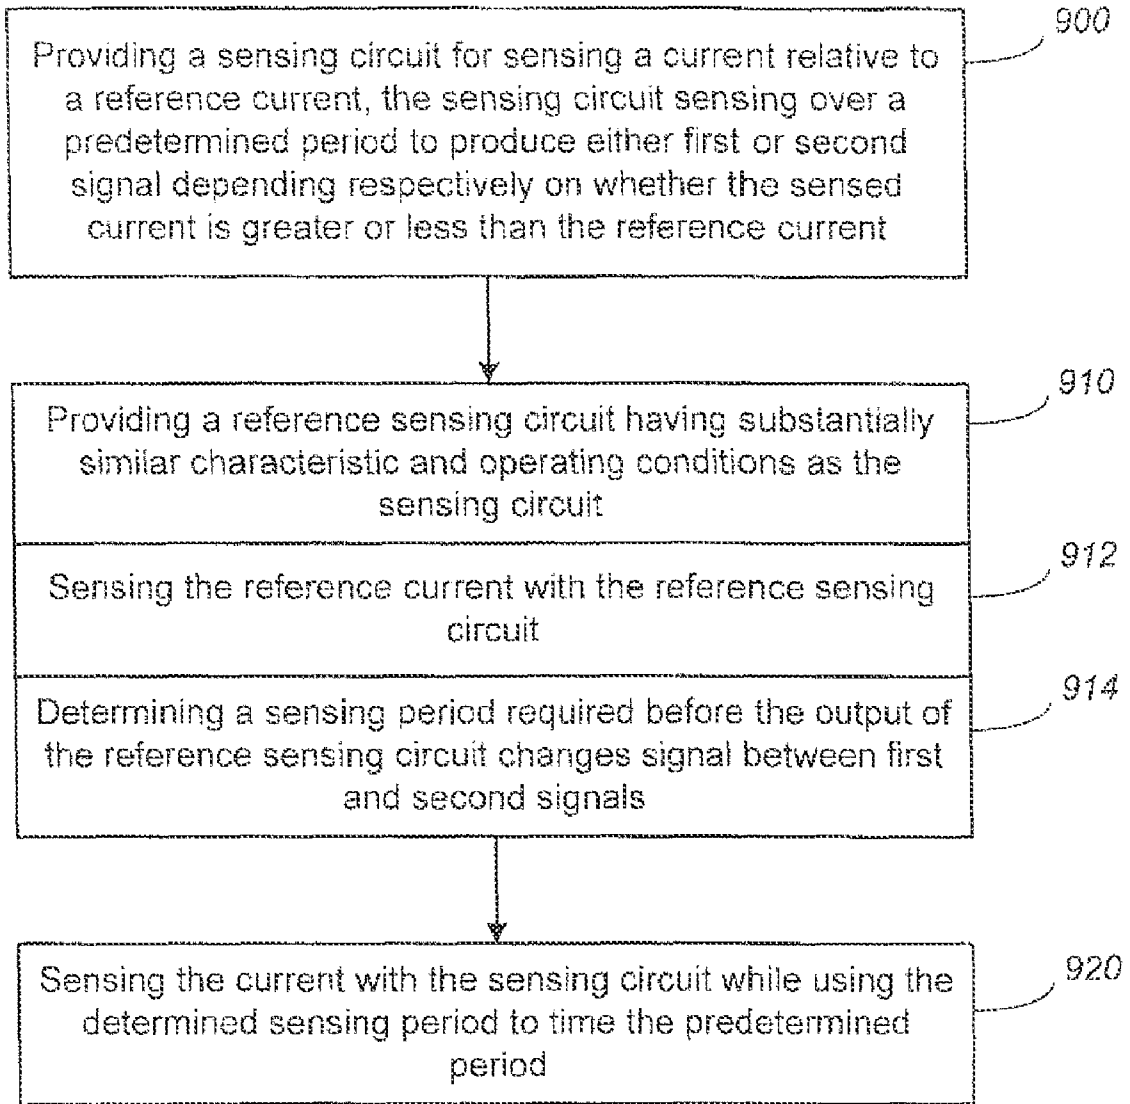 900
Providing a sensing circuit for sensing a current relative to
a reference current, the sensing circuit sensing over a
predetermined period to produce either first or second
signal depending respectively on whether the sensed
current is greater or less than the reference current
910
Providing a reference sensing circuit having substantially
similar characteristic and operating conditions as the
sensing circuit
912
Sensing the reference current with the reference sensing
circuit
914
Determining a sensing period required before the output of
the reference sensing circuit changes signal between first
and second signals
920
Sensing the current with the sensing circuit while using the
determined sensing period to time the predetermined
period